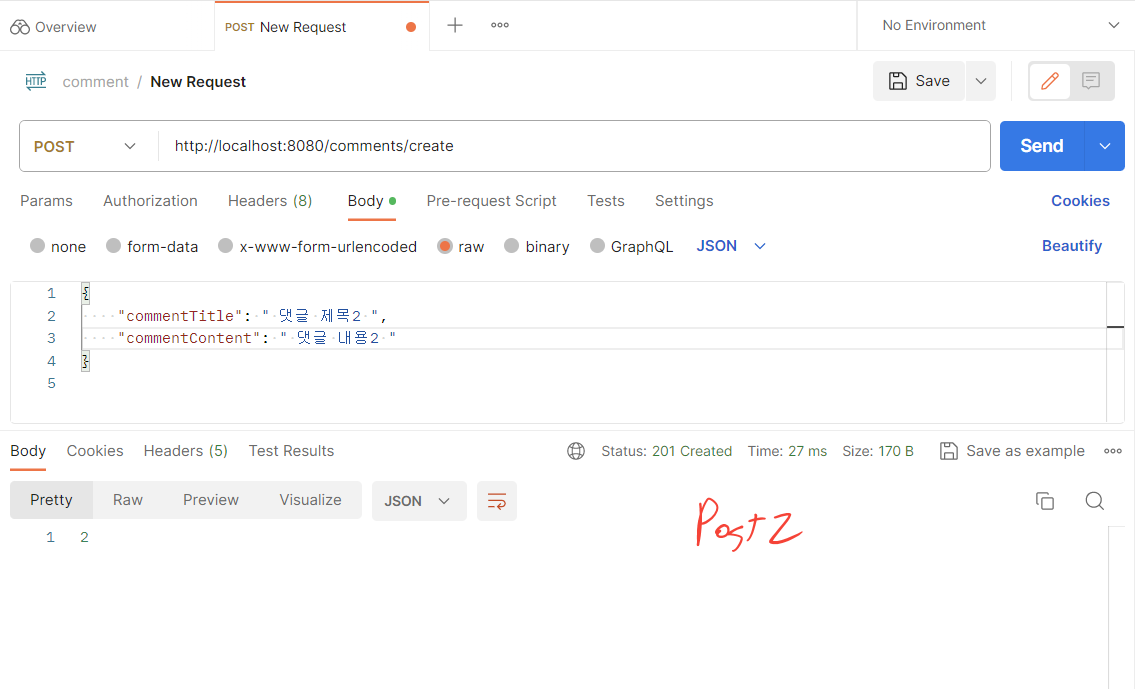 Overview
POST New Request
No Environment
HTTP comment / New Request
Save
POST http://localhost:8080/comments/create
Send
Params Authorization Headers (8) Body Pre-request Script Tests Settings Cookies
none form-data x-www-form-urlencoded raw binary GraphQL JSON Beautify
1 {
2 "commentTitle": " 댓글 제목2 ",
3 "commentContent": " 댓글 내용2 "
4 }
5
Body Cookies Headers (5) Test Results Status: 201 Created Time: 27 ms Size: 170 B Save as example
Pretty Raw Preview Visualize JSON
Post 2
1 2